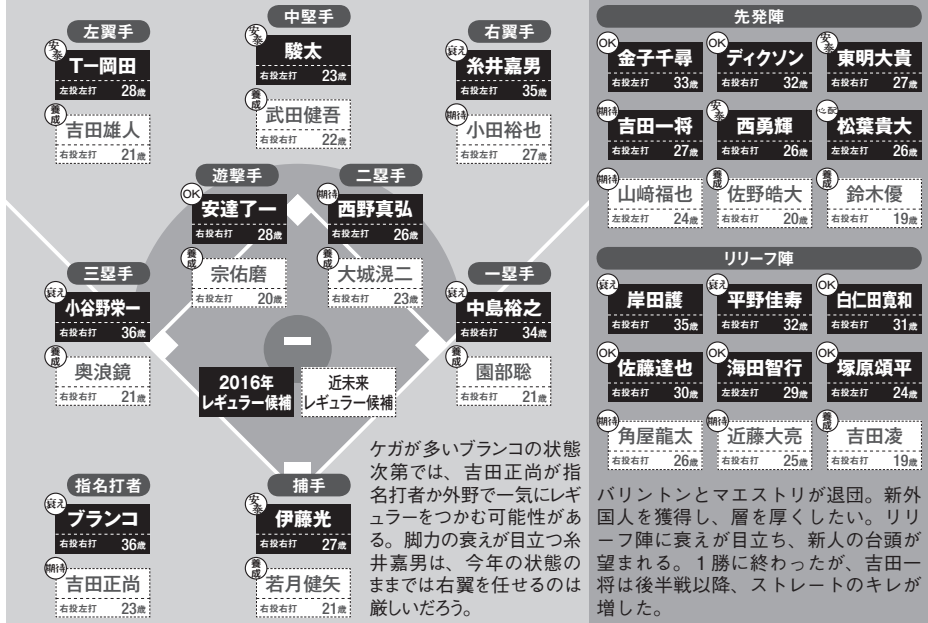 左翼手
安泰
T－岡田
左投左打 28歳
養成
吉田雄人
右投左打 21歳
中堅手
安泰
駿太
右投左打 23歳
養成
武田健吾
右投右打 22歳
右翼手
衰え
糸井嘉男
右投左打 35歳
期待
小田裕也
右投左打 27歳
遊撃手
OK
安達了一
右投右打 28歳
養成
宗佑磨
右投左打 20歳
二塁手
期待
西野真弘
右投左打 26歳
養成
大城滉二
右投右打 23歳
三塁手
衰え
小谷野栄一
右投右打 36歳
養成
奥浪鏡
右投右打 21歳
一塁手
衰え
中島裕之
右投右打 34歳
養成
園部聡
右投右打 21歳
2016年
レギュラー候補
近未来
レギュラー候補
指名打者
衰え
ブランコ
右投右打 36歳
期待
吉田正尚
右投左打 23歳
捕手
安泰
伊藤光
右投右打 27歳
養成
若月健矢
右投右打 21歳
ケガが多いブランコの状態
次第では、吉田正尚が指
名打者か外野で一気にレギ
ュラーをつかむ可能性があ
る。脚力の衰えが目立つ糸
井嘉男は、今年の状態の
ままでは右翼を任せるのは
厳しいだろう。
先発陣
OK
金子千尋
右投左打 33歳
OK
ディクソン
右投右打 32歳
安泰
東明大貴
右投右打 27歳
期待
吉田一将
右投左打 27歳
安泰
西勇輝
右投右打 26歳
心配
松葉貴大
左投左打 26歳
期待
山﨑福也
左投左打 24歳
養成
佐野皓大
右投右打 20歳
養成
鈴木優
右投右打 19歳
リリーフ陣
衰え
岸田護
右投右打 35歳
衰え
平野佳寿
右投右打 32歳
OK
白仁田寛和
右投右打 31歳
OK
佐藤達也
右投右打 30歳
OK
海田智行
左投左打 29歳
OK
塚原頌平
右投左打 24歳
期待
角屋龍太
右投右打 26歳
期待
近藤大亮
右投右打 25歳
養成
吉田凌
右投右打 19歳
バリントンとマエストリが退団。新外
国人を獲得し、層を厚くしたい。リリ
ーフ陣に衰えが目立ち、新人の台頭が
望まれる。1勝に終わったが、吉田一
将は後半戦以降、ストレートのキレが
増した。